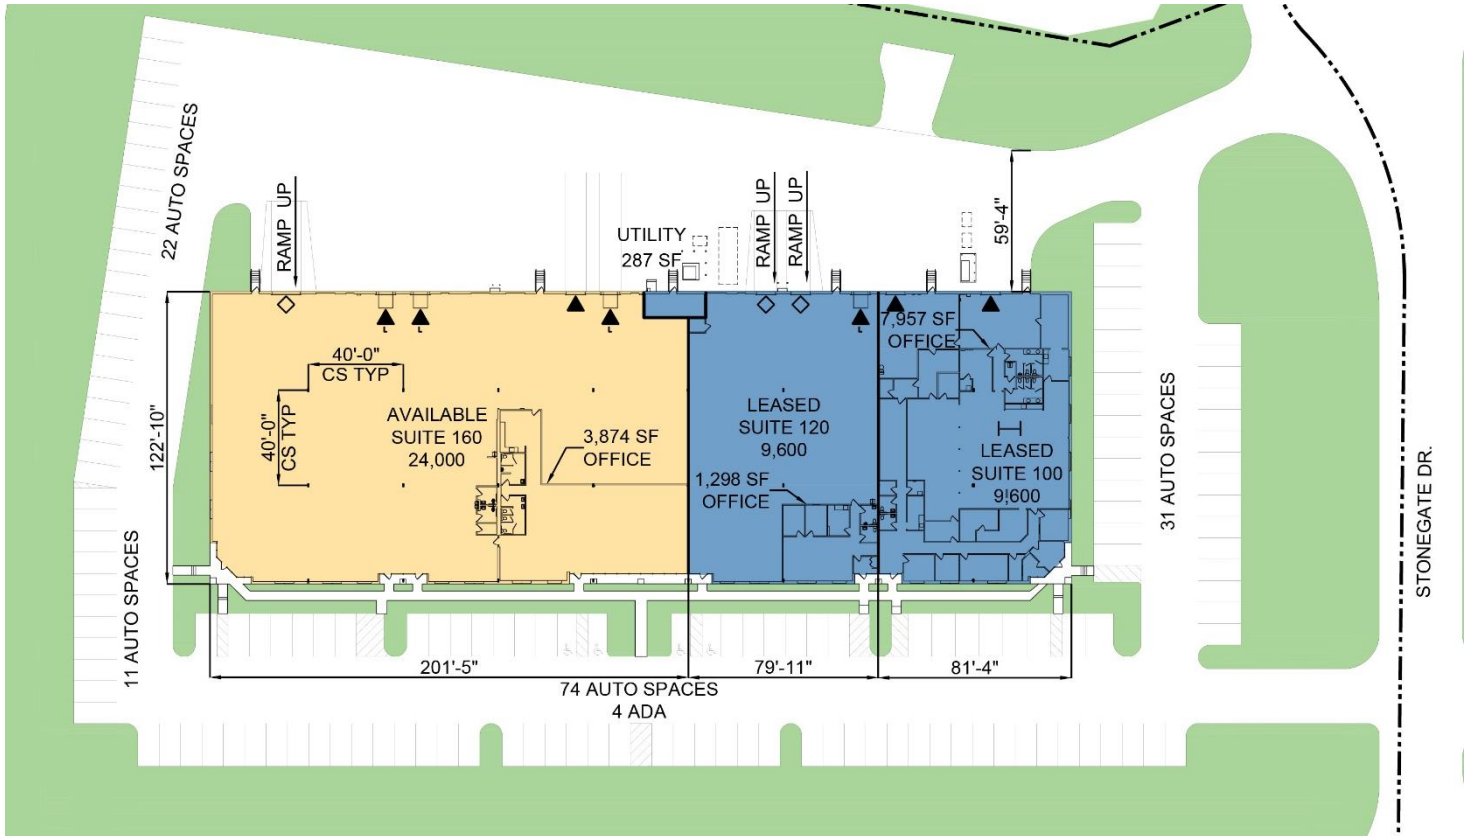 22 AUTO SPACES
RAMP UP
UTILITY
287 SF
RAMP UP
RAMP UP
59'-4"
7,957 SF
OFFICE
40'-0"
CS TYP
40'-0"
CS TYP
122'-10"
AVAILABLE
SUITE 160
24,000
3,874 SF
OFFICE
LEASED
SUITE 120
9,600
1,298 SF
OFFICE
LEASED
SUITE 100
9,600
31 AUTO SPACES
STONEGATE DR.
11 AUTO SPACES
L
L
L
L
201'-5"
79'-11"
81'-4"
74 AUTO SPACES
4 ADA